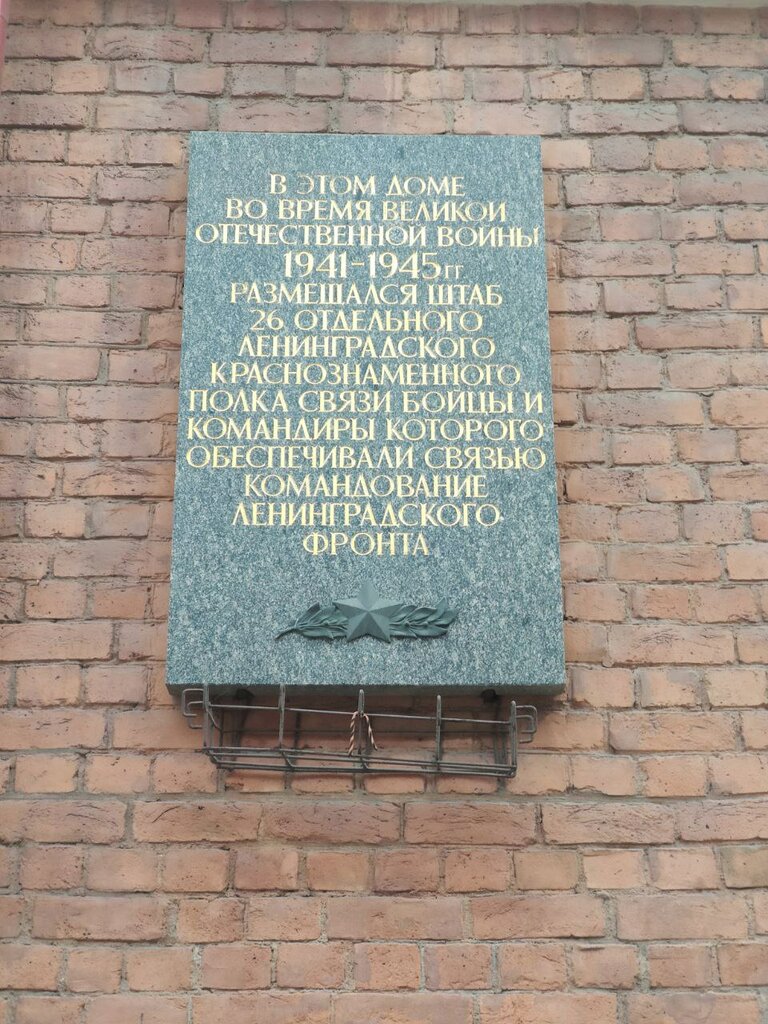 В ЭТОМ ДОМЕ
ВО ВРЕМЯ ВЕЛИКОЙ
ОТЕЧЕСТВЕННОЙ ВОЙНЫ
1941-1945гг
РАЗМЕЩАЛСЯ ШТАБ
26 ОТДЕЛЬНОГО
ЛЕНИНГРАДСКОГО
КРАСНОЗНАМЕННОГО
ПОЛКА СВЯЗИ БОЙЦЫ И
КОМАНДИРЫ КОТОРОГО
ОБЕСПЕЧИВАЛИ СВЯЗЬЮ
КОМАНДОВАНИЕ
ЛЕНИНГРАДСКОГО
ФРОНТА